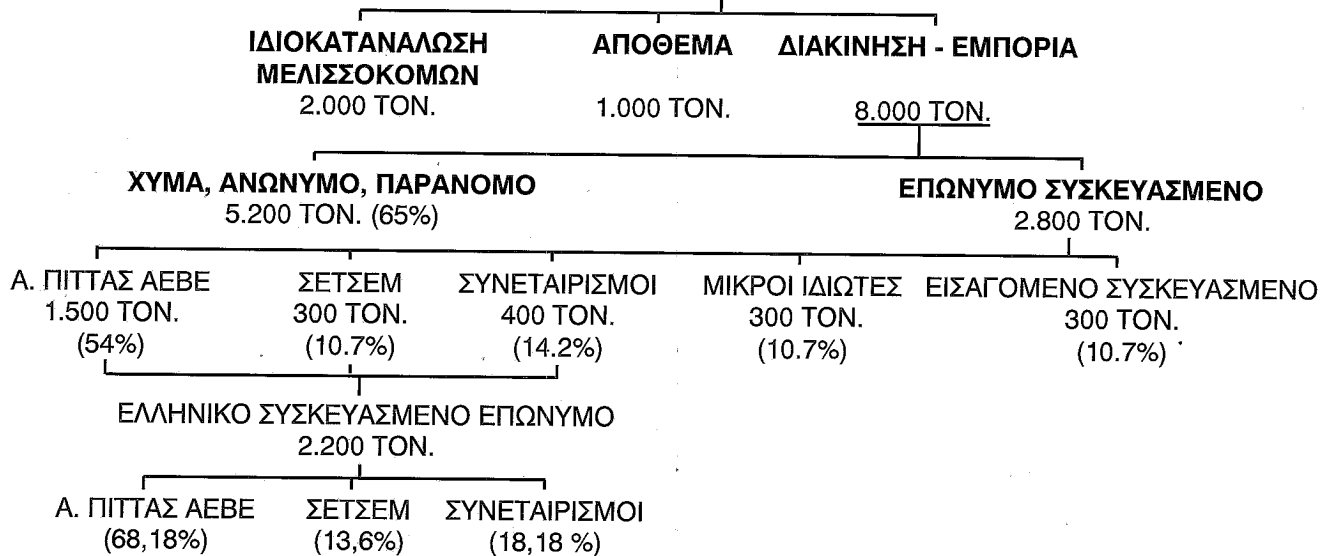 ΙΔΙΟΚΑΤΑΝΑΛΩΣΗ ΑΠΟΘΕΜΑ ΔΙΑΚΙΝΗΣΗ - ΕΜΠΟΡΙΑ
ΜΕΛΙΣΣΟΚΟΜΩΝ
2.000 ΤΟΝ. 1.000 ΤΟΝ. 8.000 ΤΟΝ.
ΧΥΜΑ, ΑΝΩΝΥΜΟ, ΠΑΡΑΝΟΜΟ ΕΠΩΝΥΜΟ ΣΥΣΚΕΥΑΣΜΕΝΟ
5.200 ΤΟΝ. (65%) 2.800 ΤΟΝ.
Α. ΠΙΤΤΑΣ ΑΕΒΕ ΣΕΤΣΕΜ ΣΥΝΕΤΑΙΡΙΣΜΟΙ ΜΙΚΡΟΙ ΙΔΙΩΤΕΣ ΕΙΣΑΓΟΜΕΝΟ ΣΥΣΚΕΥΑΣΜΕΝΟ
1.500 ΤΟΝ. 300 ΤΟΝ. 400 ΤΟΝ. 300 ΤΟΝ. 300 ΤΟΝ.
(54%) (10.7%) (14.2%) (10.7%) (10.7%)
ΕΛΛΗΝΙΚΟ ΣΥΣΚΕΥΑΣΜΕΝΟ ΕΠΩΝΥΜΟ
2.200 ΤΟΝ.
Α. ΠΙΤΤΑΣ ΑΕΒΕ ΣΕΤΣΕΜ ΣΥΝΕΤΑΙΡΙΣΜΟΙ
(68,18%) (13,6%) (18,18 %)